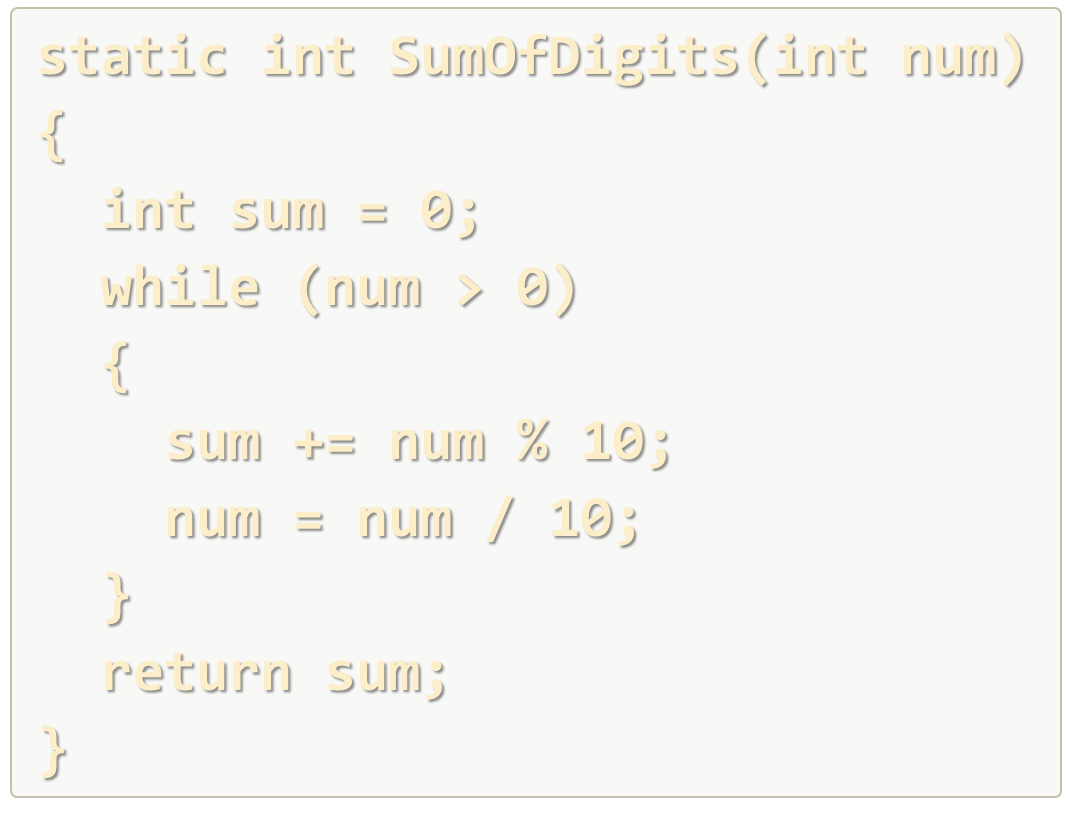 static int SumOfDigits(int num)
{
  int sum = 0;
  while (num > 0)
  {
    sum += num % 10;
    num = num / 10;
  }
  return sum;
}